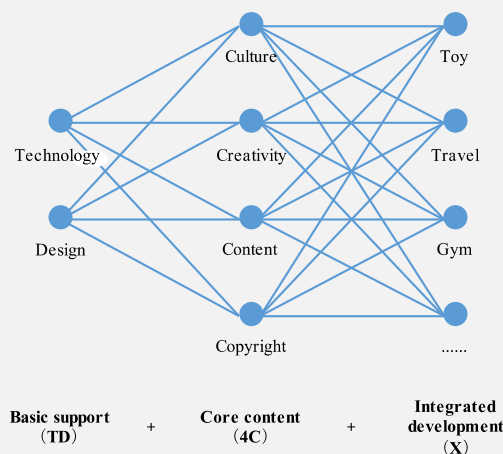 Culture
Toy
Technology
Creativity
Travel
Design
Content
Gym
Copyright
......
Basic support
（TD）
+
Core content
（4C）
+
Integrated
development
（X）